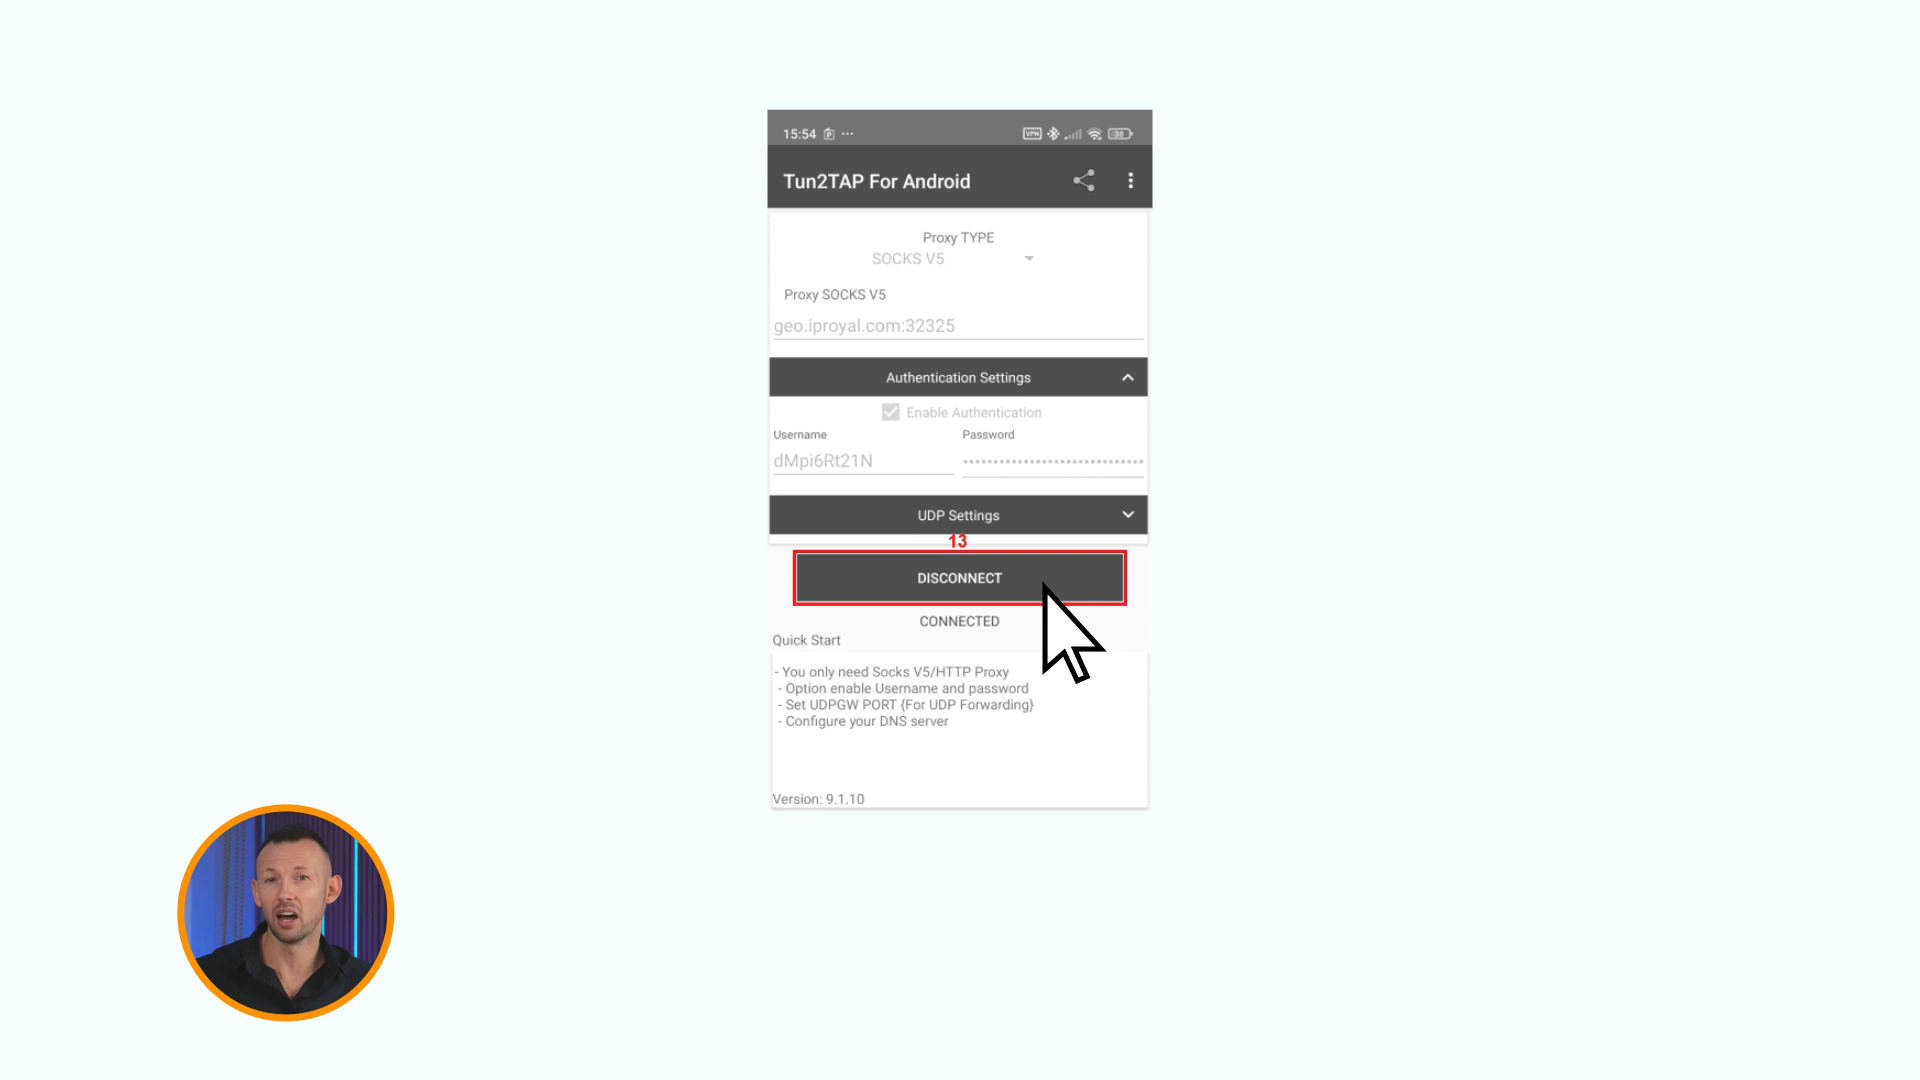 15:54
VPN
38
Tun2TAP For Android
Proxy TYPE
SOCKS V5
Proxy SOCKS V5
geo.iproyal.com:32325
Authentication Settings
Enable Authentication
Username Password
dMpi6Rt21N ••••••••••••••••••••••••••••••
UDP Settings
13
DISCONNECT
CONNECTED
Quick Start
- You only need Socks V5/HTTP Proxy
- Option enable Username and password
- Set UDPGW PORT {For UDP Forwarding}
- Configure your DNS server
Version: 9.1.10